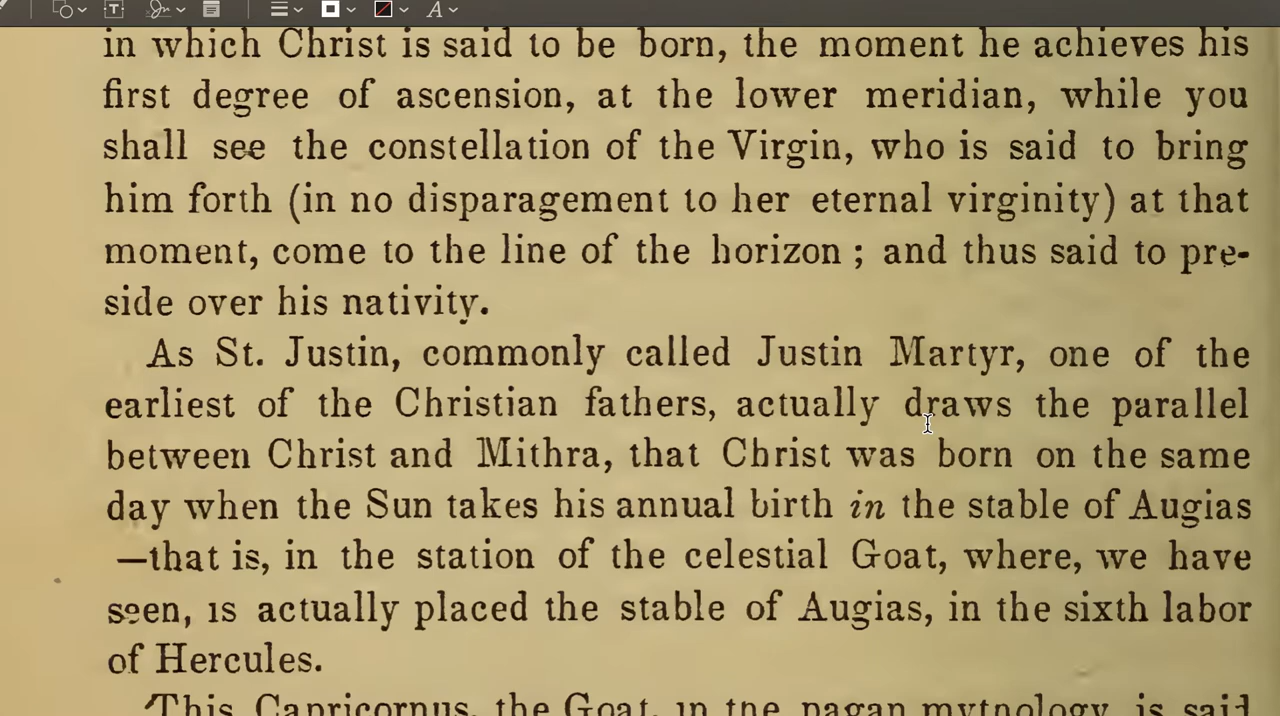 in which Christ is said to be born, the moment he achieves his
first degree of ascension, at the lower meridian, while you
shall see the constellation of the Virgin, who is said to bring
him forth (in no disparagement to her eternal virginity) at that
moment, come to the line of the horizon ; and thus said to pre-
side over his nativity.
As St. Justin, commonly called Justin Martyr, one of the
earliest of the Christian fathers, actually draws the parallel
between Christ and Mithra, that Christ was born on the same
day when the Sun takes his annual birth in the stable of Augias
—that is, in the station of the celestial Goat, where, we have
seen, is actually placed the stable of Augias, in the sixth labor
of Hercules.
This Capricornus, the Goat, in the pagan mythology, is said